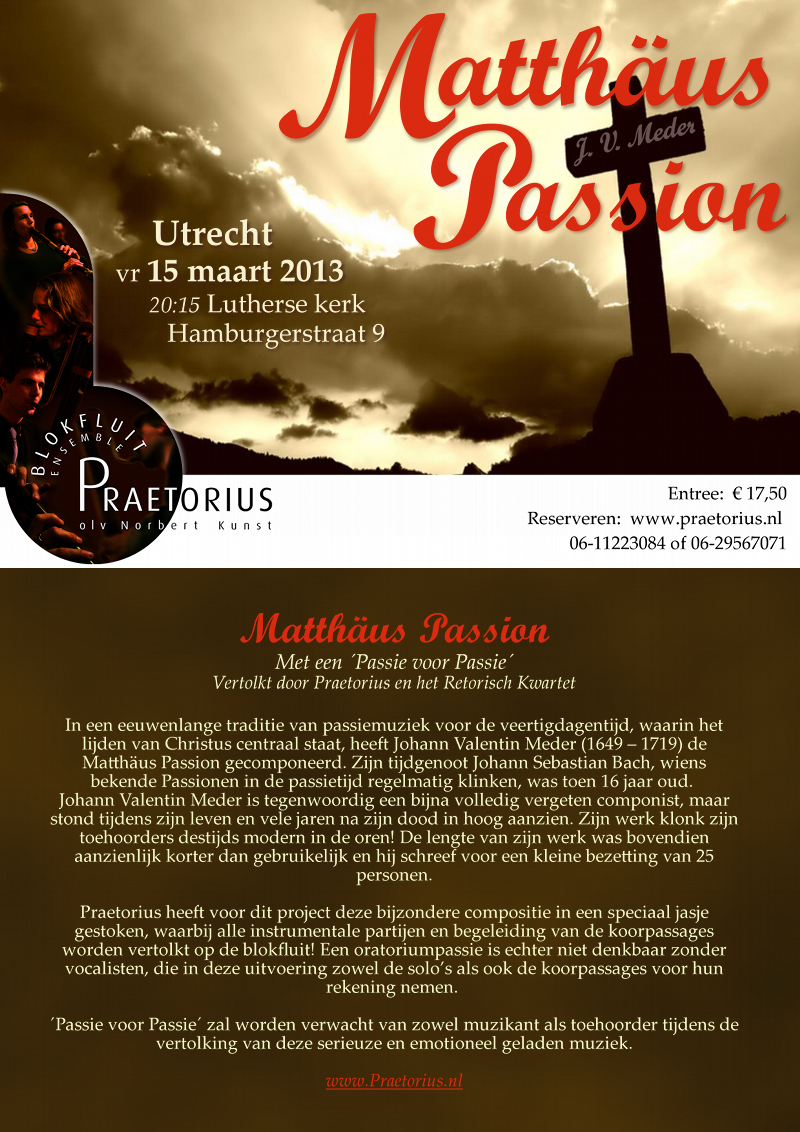 Matthäus
J. V. Meder
Passion
Utrecht
vr 15 maart 2013
20:15 Lutherse kerk
Hamburgerstraat 9
BLOKFLUIT
ENSEMBLE
PRAETORIUS
olv Norbert Kunst
Entree: € 17,50
Reserveren: www.praetorius.nl
06-11223084 of 06-29567071
Matthäus Passion
Met een ´Passie voor Passie´
Vertolkt door Praetorius en het Retorisch Kwartet
In een eeuwenlange traditie van passiemuziek voor de veertigdagentijd, waarin het
lijden van Christus centraal staat, heeft Johann Valentin Meder (1649 – 1719) de
Matthäus Passion gecomponeerd. Zijn tijdgenoot Johann Sebastian Bach, wiens
bekende Passionen in de passietijd regelmatig klinken, was toen 16 jaar oud.
Johann Valentin Meder is tegenwoordig een bijna volledig vergeten componist, maar
stond tijdens zijn leven en vele jaren na zijn dood in hoog aanzien. Zijn werk klonk zijn
toehoorders destijds modern in de oren! De lengte van zijn werk was bovendien
aanzienlijk korter dan gebruikelijk en hij schreef voor een kleine bezetting van 25
personen.
Praetorius heeft voor dit project deze bijzondere compositie in een speciaal jasje
gestoken, waarbij alle instrumentale partijen en begeleiding van de koorpassages
worden vertolkt op de blokfluit! Een oratoriumpassie is echter niet denkbaar zonder
vocalisten, die in deze uitvoering zowel de solo’s als ook de koorpassages voor hun
rekening nemen.
´Passie voor Passie´ zal worden verwacht van zowel muzikant als toehoorder tijdens de
vertolking van deze serieuze en emotioneel geladen muziek.
www.Praetorius.nl